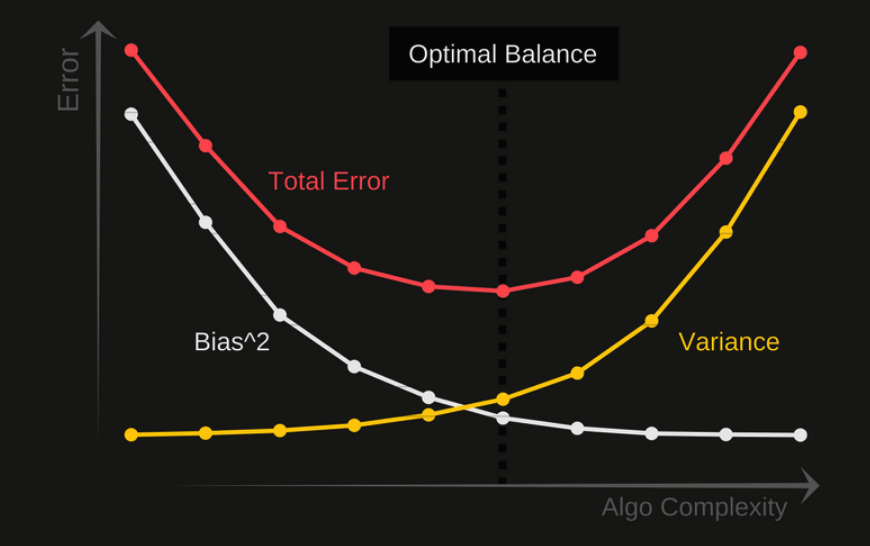 Error
Optimal Balance
Total Error
Bias^2
Variance
Algo Complexity